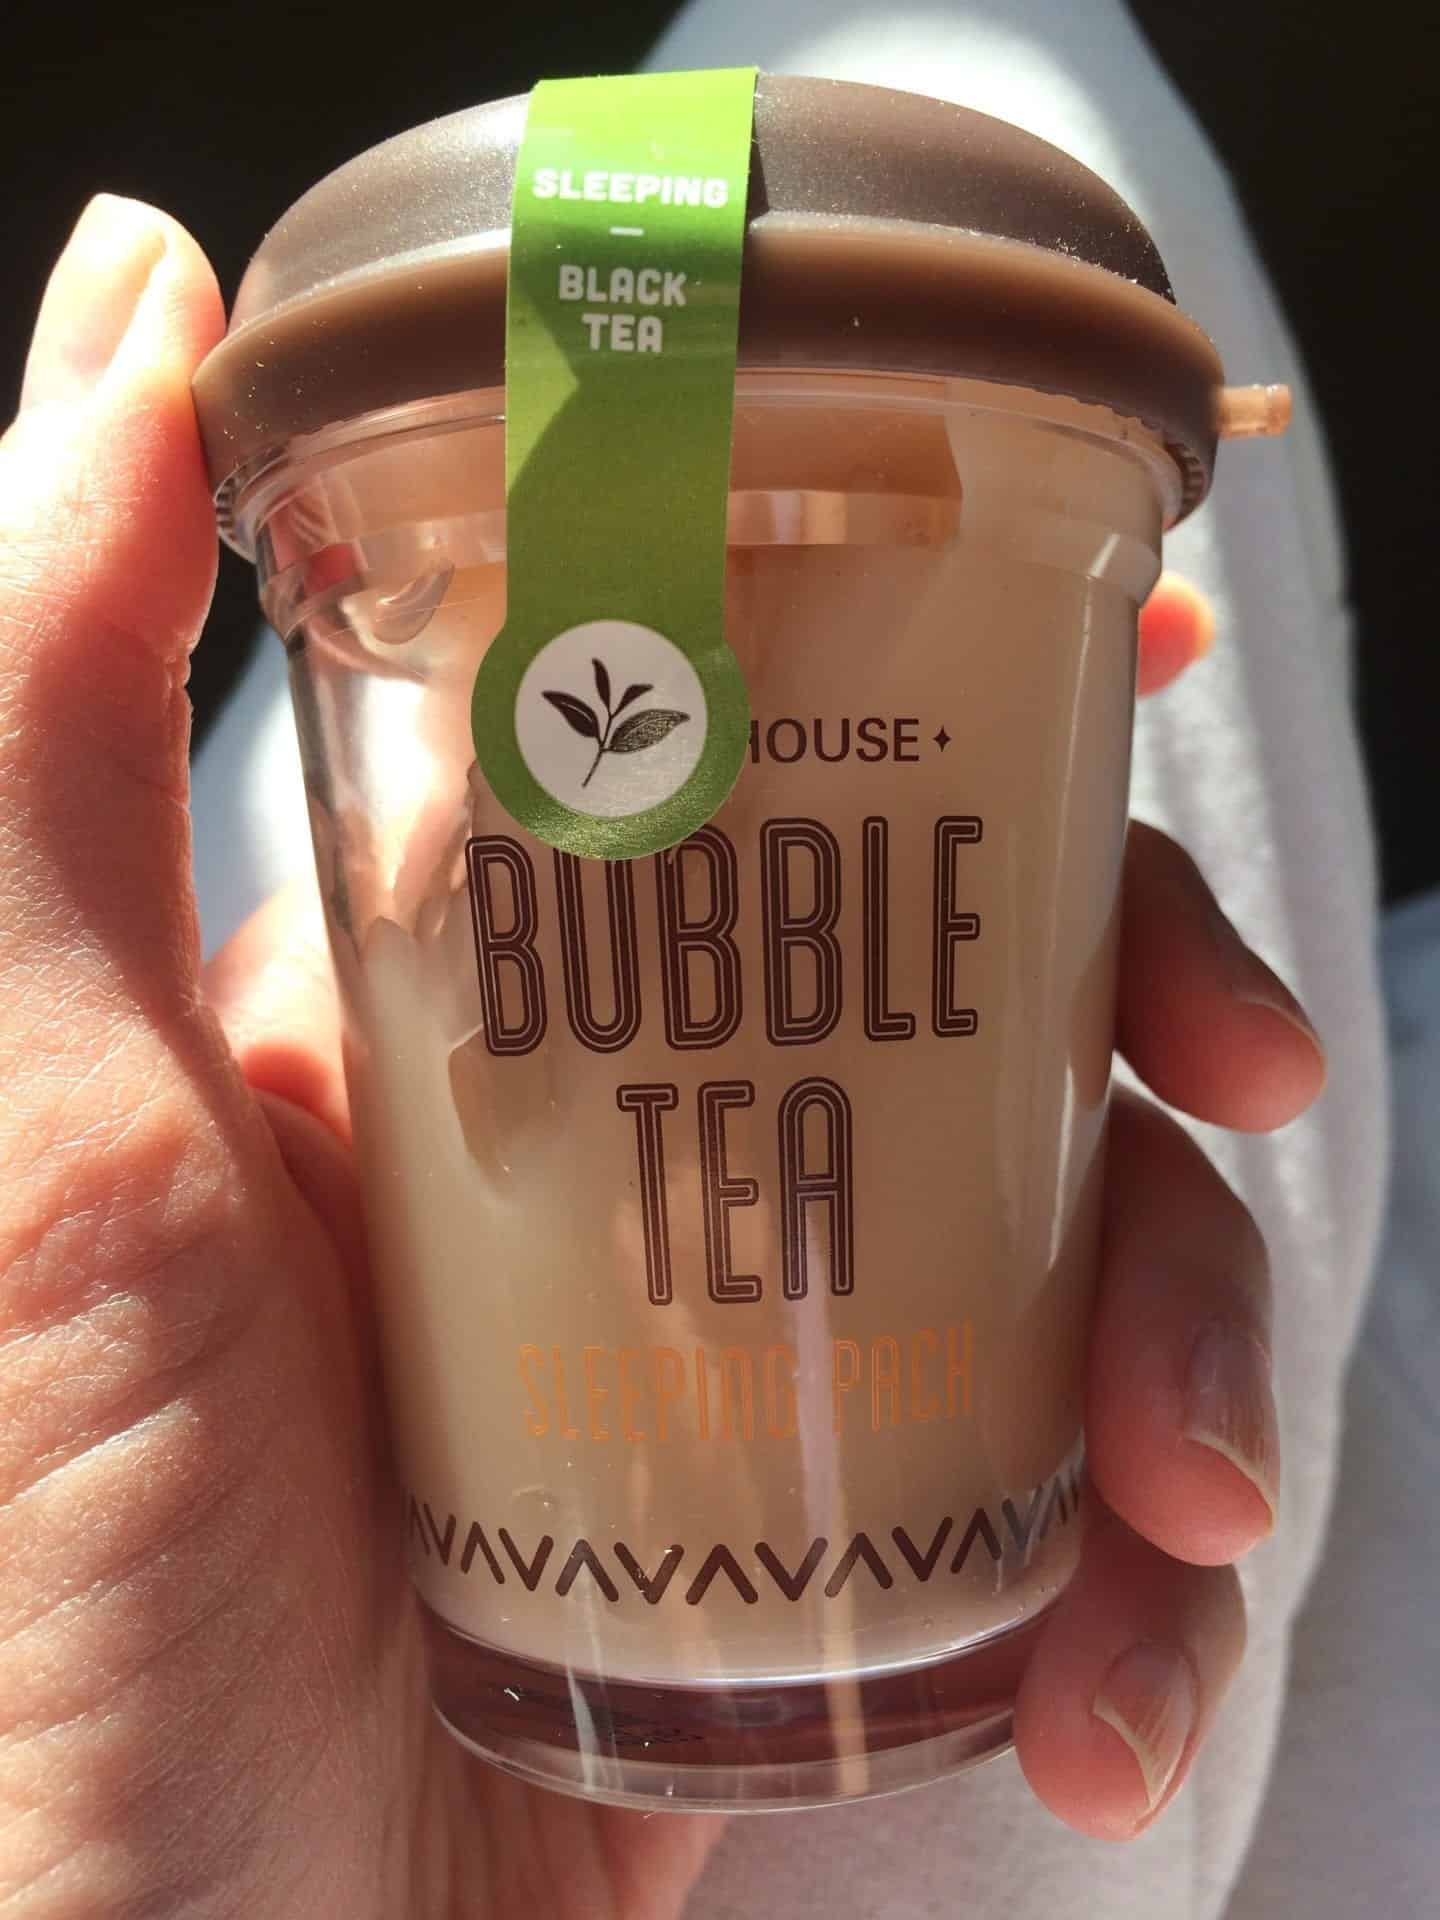 SLEEPING
BLACK
TEA
HOUSE
BUBBLE
TEA
SLEEPING PACK